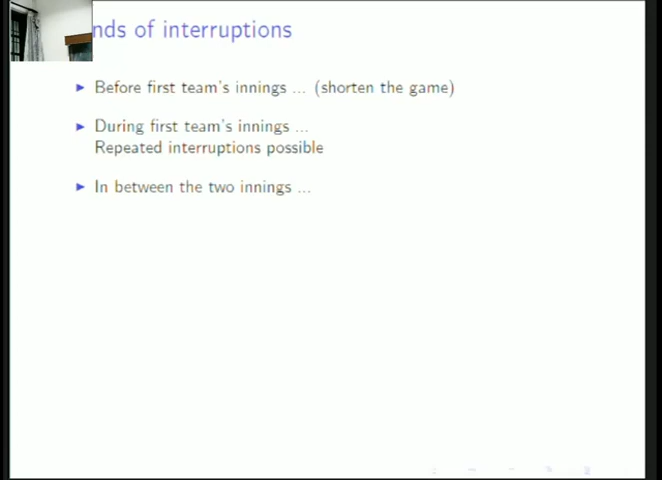 nds of interruptions
Before first team's innings ... (shorten the game)
During first team's innings ...
Repeated interruptions possible
In between the two innings ...